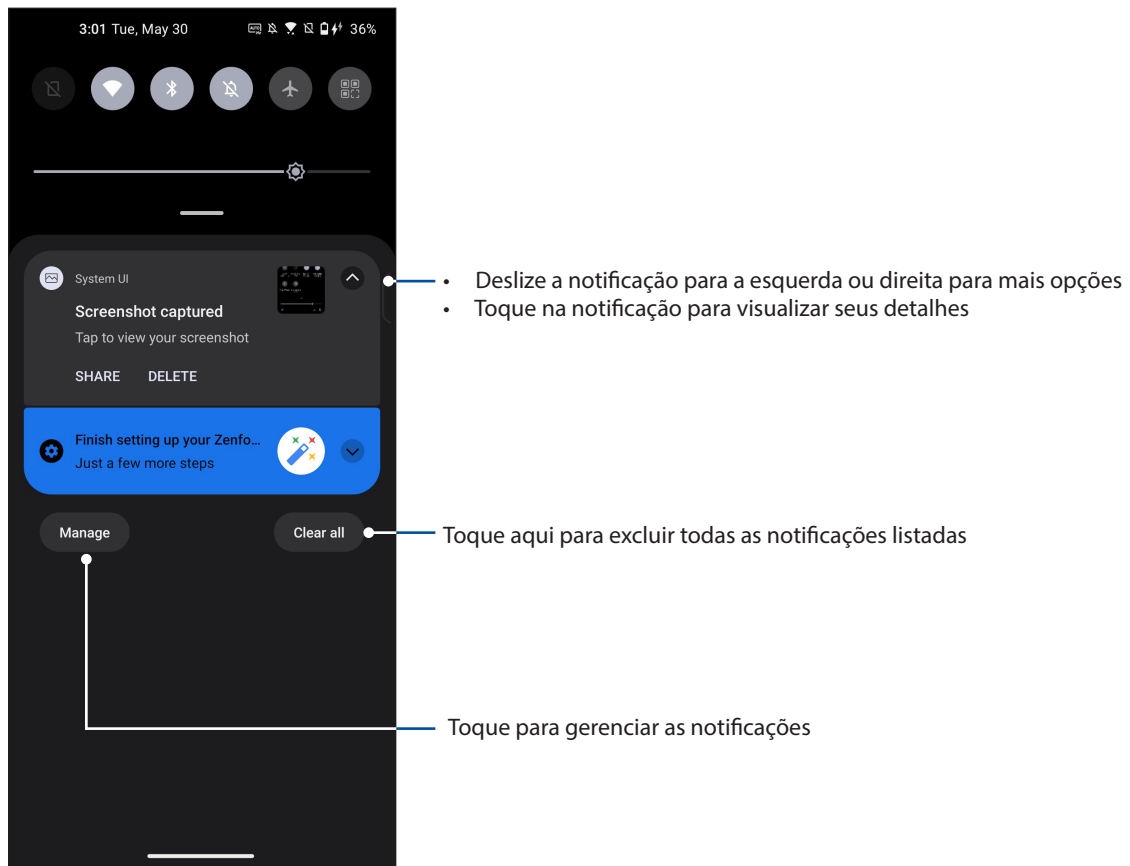 3:01 Tue, May 30 36%
System UI
Screenshot captured
Tap to view your screenshot
SHARE DELETE
• Deslize a notificação para a esquerda ou direita para mais opções
• Toque na notificação para visualizar seus detalhes
Finish setting up your Zenfo...
Just a few more steps
Manage Clear all
Toque aqui para excluir todas as notificações listadas
Toque para gerenciar as notificações